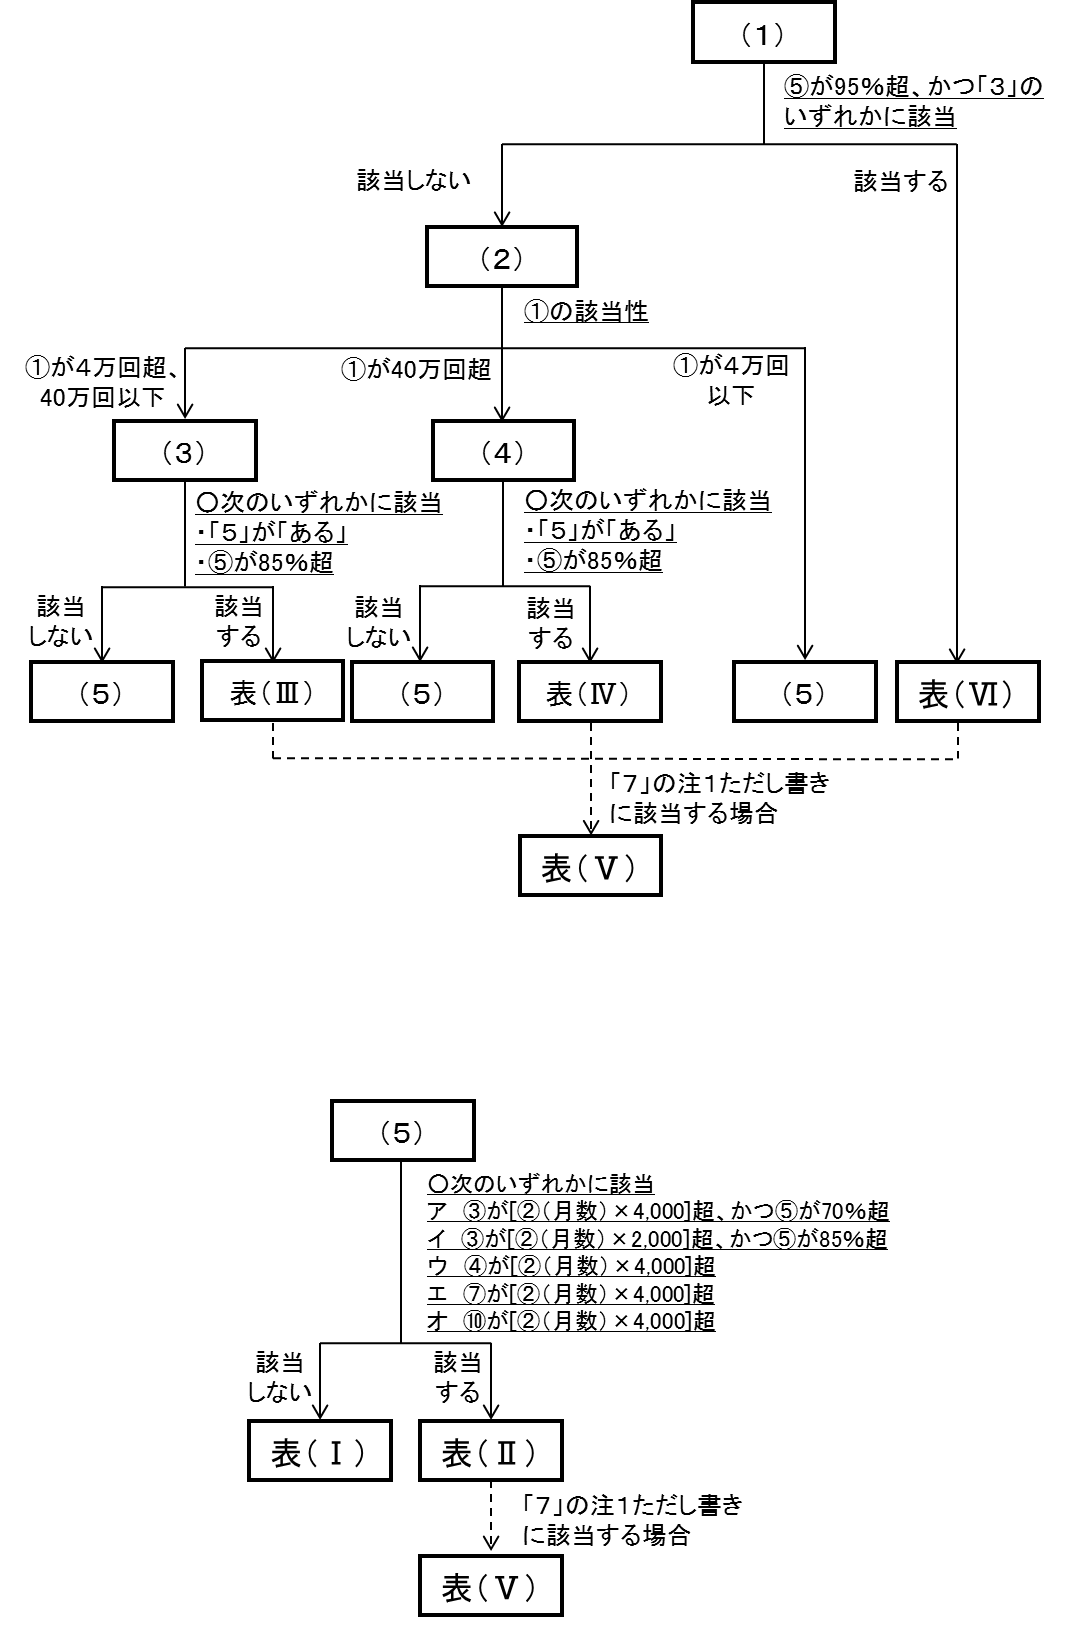 （１）
⑤が95％超、かつ「３」の
いずれかに該当
該当しない
該当する
（２）
①の該当性
①が４万回超、
40万回以下
①が40万回超
①が４万回
以下
（３）
（４）
〇次のいずれかに該当
・「５」が「ある」
・⑤が85％超
〇次のいずれかに該当
・「５」が「ある」
・⑤が85％超
該当
しない
該当
する
該当
しない
該当
する
（５）
表（Ⅲ）
（５）
表（Ⅳ）
（５）
表（Ⅵ）
「７」の注１ただし書き
に該当する場合
表（Ⅴ）
（５）
〇次のいずれかに該当
ア　③が[②（月数）×4,000]超、かつ⑤が70％超
イ　③が[②（月数）×2,000]超、かつ⑤が85％超
ウ　④が[②（月数）×4,000]超
エ　⑦が[②（月数）×4,000]超
オ　⑩が[②（月数）×4,000]超
該当
しない
該当
する
表（Ⅰ）
表（Ⅱ）
「７」の注１ただし書き
に該当する場合
表（Ⅴ）